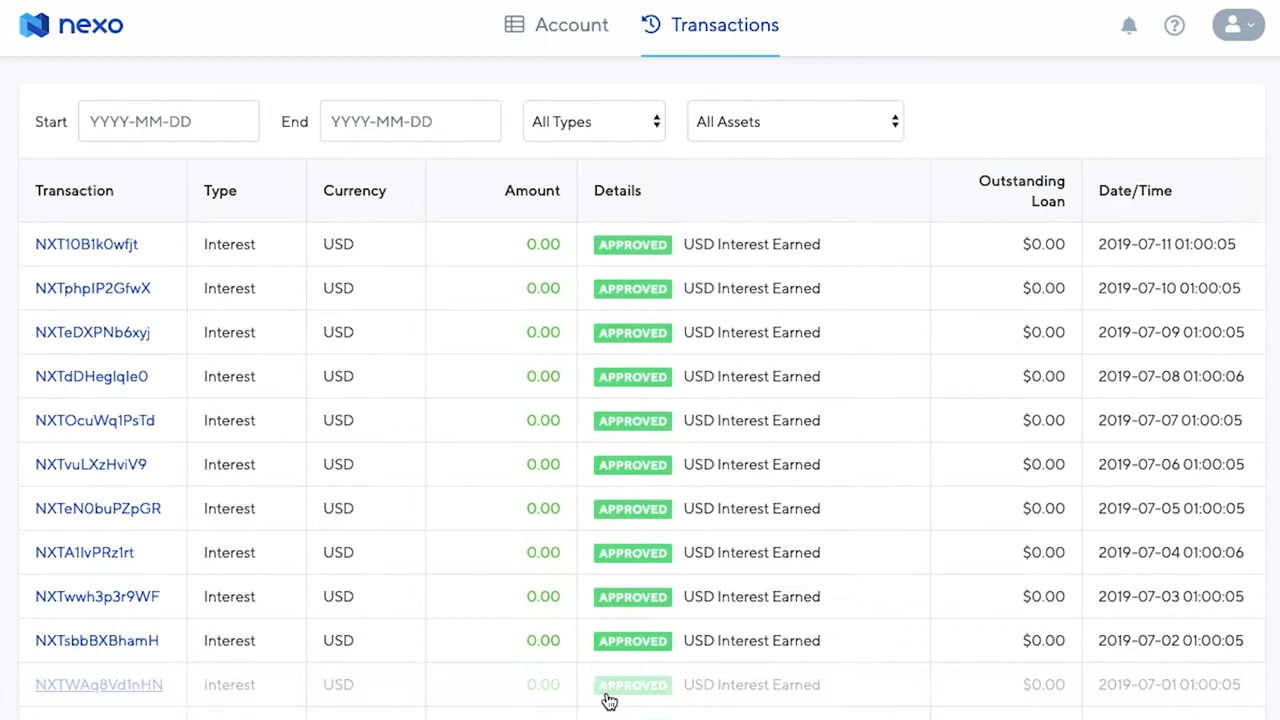 nexo Account Transactions
Start YYYY-MM-DD End YYYY-MM-DD All Types All Assets
Transaction Type Currency Amount Details Outstanding Loan Date/Time
NXT10B1k0wfjt Interest USD 0.00 APPROVED USD Interest Earned $0.00 2019-07-11 01:00:05
NXTphpIP2GfwX Interest USD 0.00 APPROVED USD Interest Earned $0.00 2019-07-10 01:00:05
NXTeDXPNb6xyj Interest USD 0.00 APPROVED USD Interest Earned $0.00 2019-07-09 01:00:05
NXTdDHegIqIe0 Interest USD 0.00 APPROVED USD Interest Earned $0.00 2019-07-08 01:00:06
NXTOcuWq1PsTd Interest USD 0.00 APPROVED USD Interest Earned $0.00 2019-07-07 01:00:05
NXTvuLXzHviV9 Interest USD 0.00 APPROVED USD Interest Earned $0.00 2019-07-06 01:00:05
NXTeN0buPZpGR Interest USD 0.00 APPROVED USD Interest Earned $0.00 2019-07-05 01:00:05
NXTA1IvPRz1rt Interest USD 0.00 APPROVED USD Interest Earned $0.00 2019-07-04 01:00:06
NXTwwh3p3r9WF Interest USD 0.00 APPROVED USD Interest Earned $0.00 2019-07-03 01:00:05
NXTsbbBXBhamH Interest USD 0.00 APPROVED USD Interest Earned $0.00 2019-07-02 01:00:05
NXTWAq8Vd1nHN Interest USD 0.00 APPROVED USD Interest Earned $0.00 2019-07-01 01:00:05